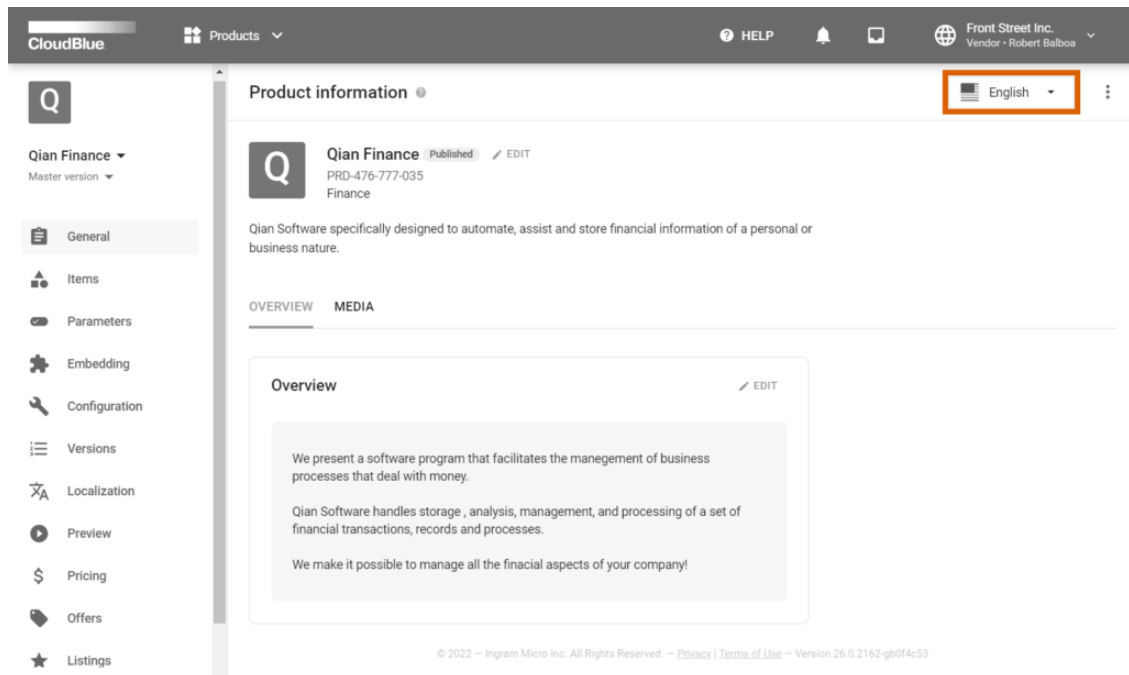 CloudBlue
Products
HELP
Front Street Inc.
Vendor • Robert Balboa
Q
Qian Finance
Master version
General
Items
Parameters
Embedding
Configuration
Versions
Localization
Preview
Pricing
Offers
Listings
Product information
English
Q
Qian Finance Published EDIT
PRD-476-777-035
Finance
Qian Software specifically designed to automate, assist and store financial information of a personal or
business nature.
OVERVIEW MEDIA
Overview
EDIT
We present a software program that facilitates the manegement of business
processes that deal with money.
Qian Software handles storage , analysis, management, and processing of a set of
financial transactions, records and processes.
We make it possible to manage all the finacial aspects of your company!
© 2022 — Ingram Micro Inc. All Rights Reserved. — Privacy | Terms of Use — Version 26.0.2162-gb0f4c53